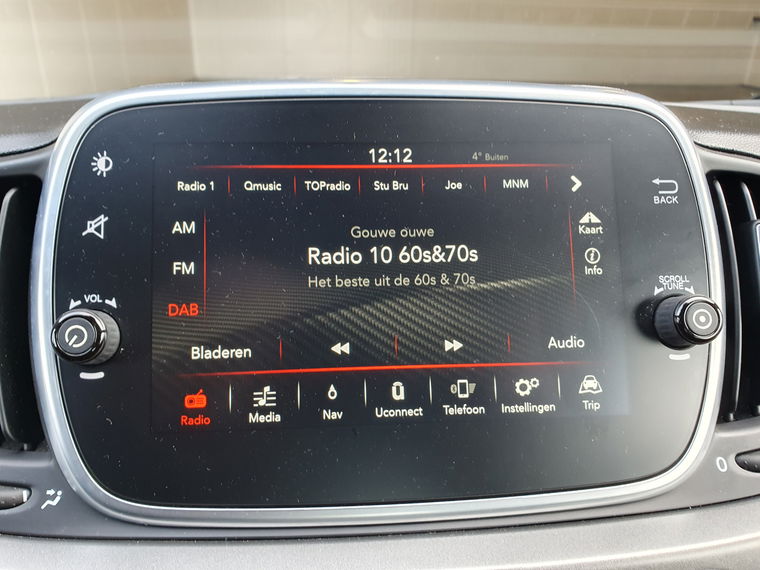 12:12 4° Buiten
Radio 1 Qmusic TOPradio Stu Bru Joe MNM
BACK
AM
Kaart
Gouwe ouwe
Radio 10 60s&70s
FM
Info
Het beste uit de 60s & 70s
DAB
VOL
SCROLL
TUNE
Bladeren Audio
Radio Media Nav Uconnect Telefoon Instellingen Trip
0